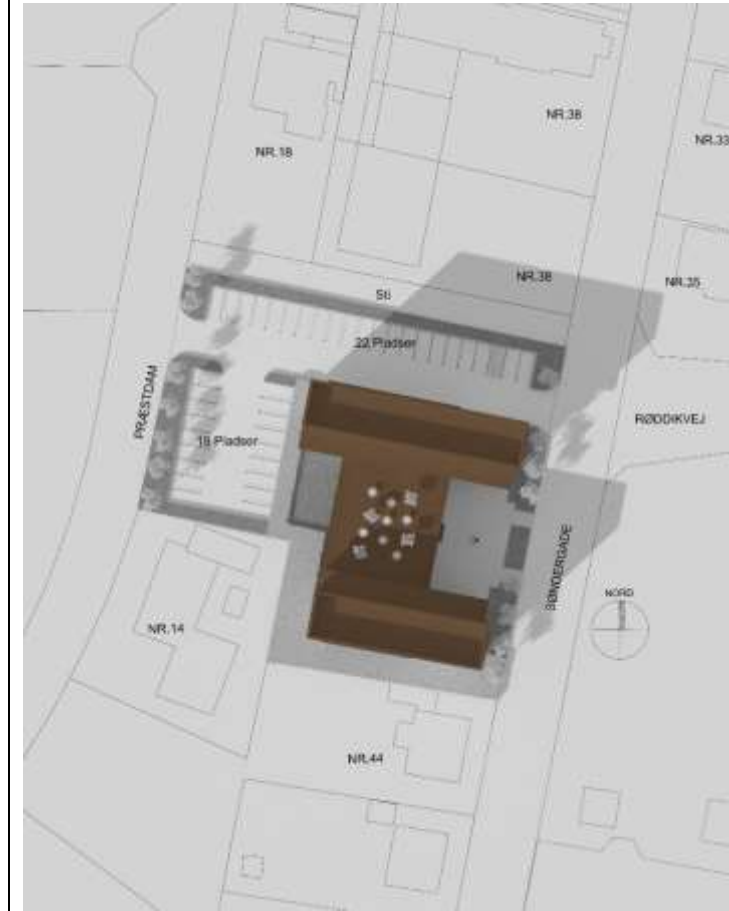 NR.38
NR.33
NR.18
NR.38
NR.35
Sti
22 Pladser
PRÆSTDAM
RØDDIKVEJ
Pladser
SØNDERGADE
NORD
NR.14
NR.44